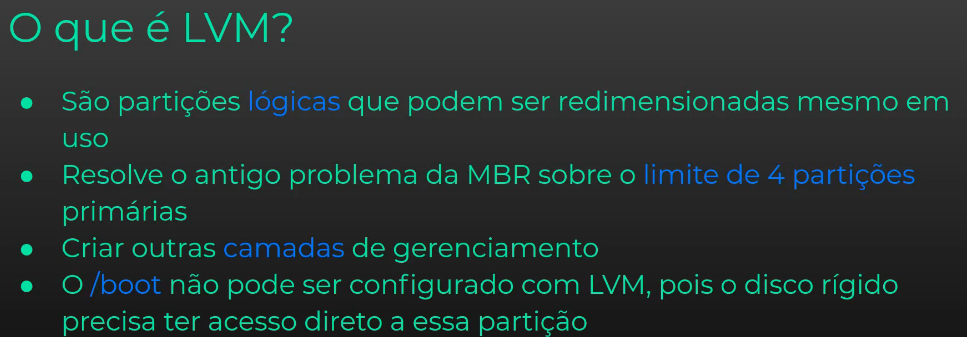 O que é LVM?
● São partições lógicas que podem ser redimensionadas mesmo em
uso
● Resolve o antigo problema da MBR sobre o limite de 4 partições
primárias
● Criar outras camadas de gerenciamento
● O /boot não pode ser configurado com LVM, pois o disco rígido
precisa ter acesso direto a essa partição